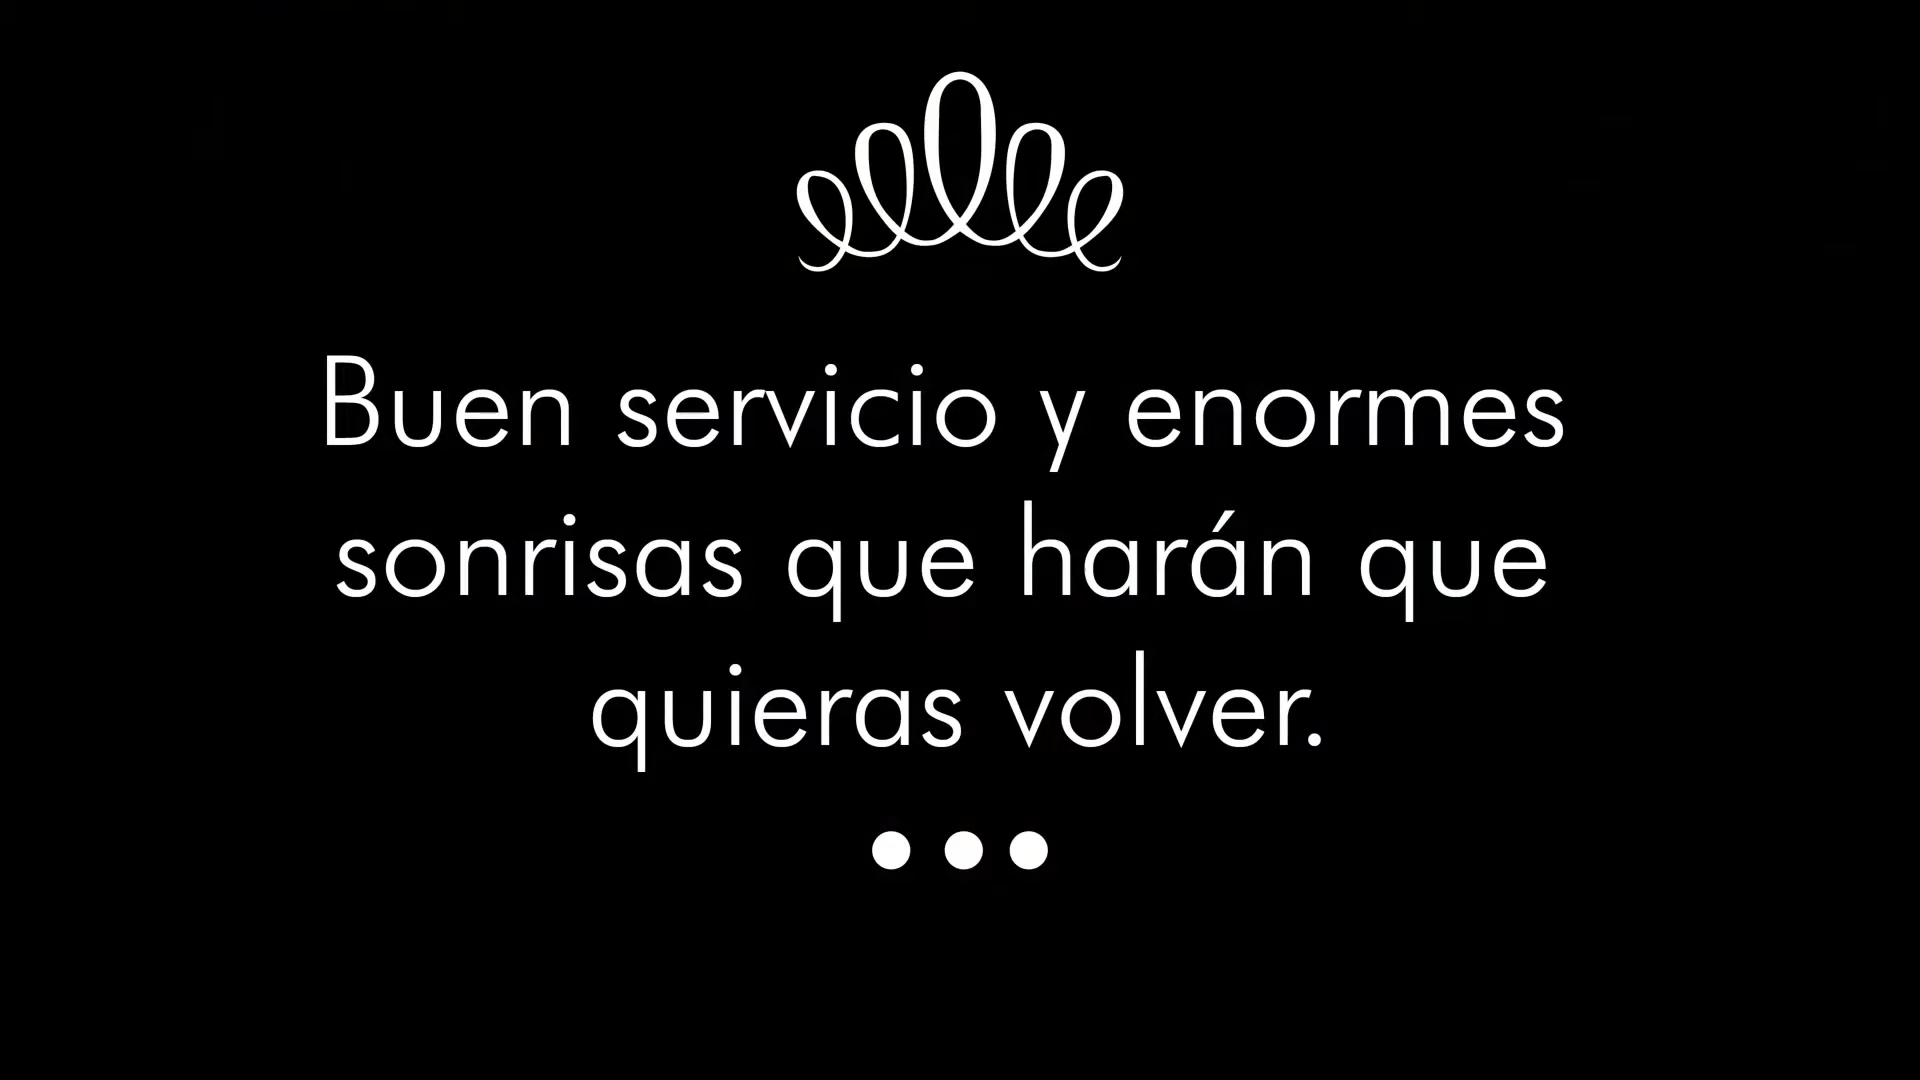 Buen servicio y enormes
sonrisas que harán que
quieras volver.